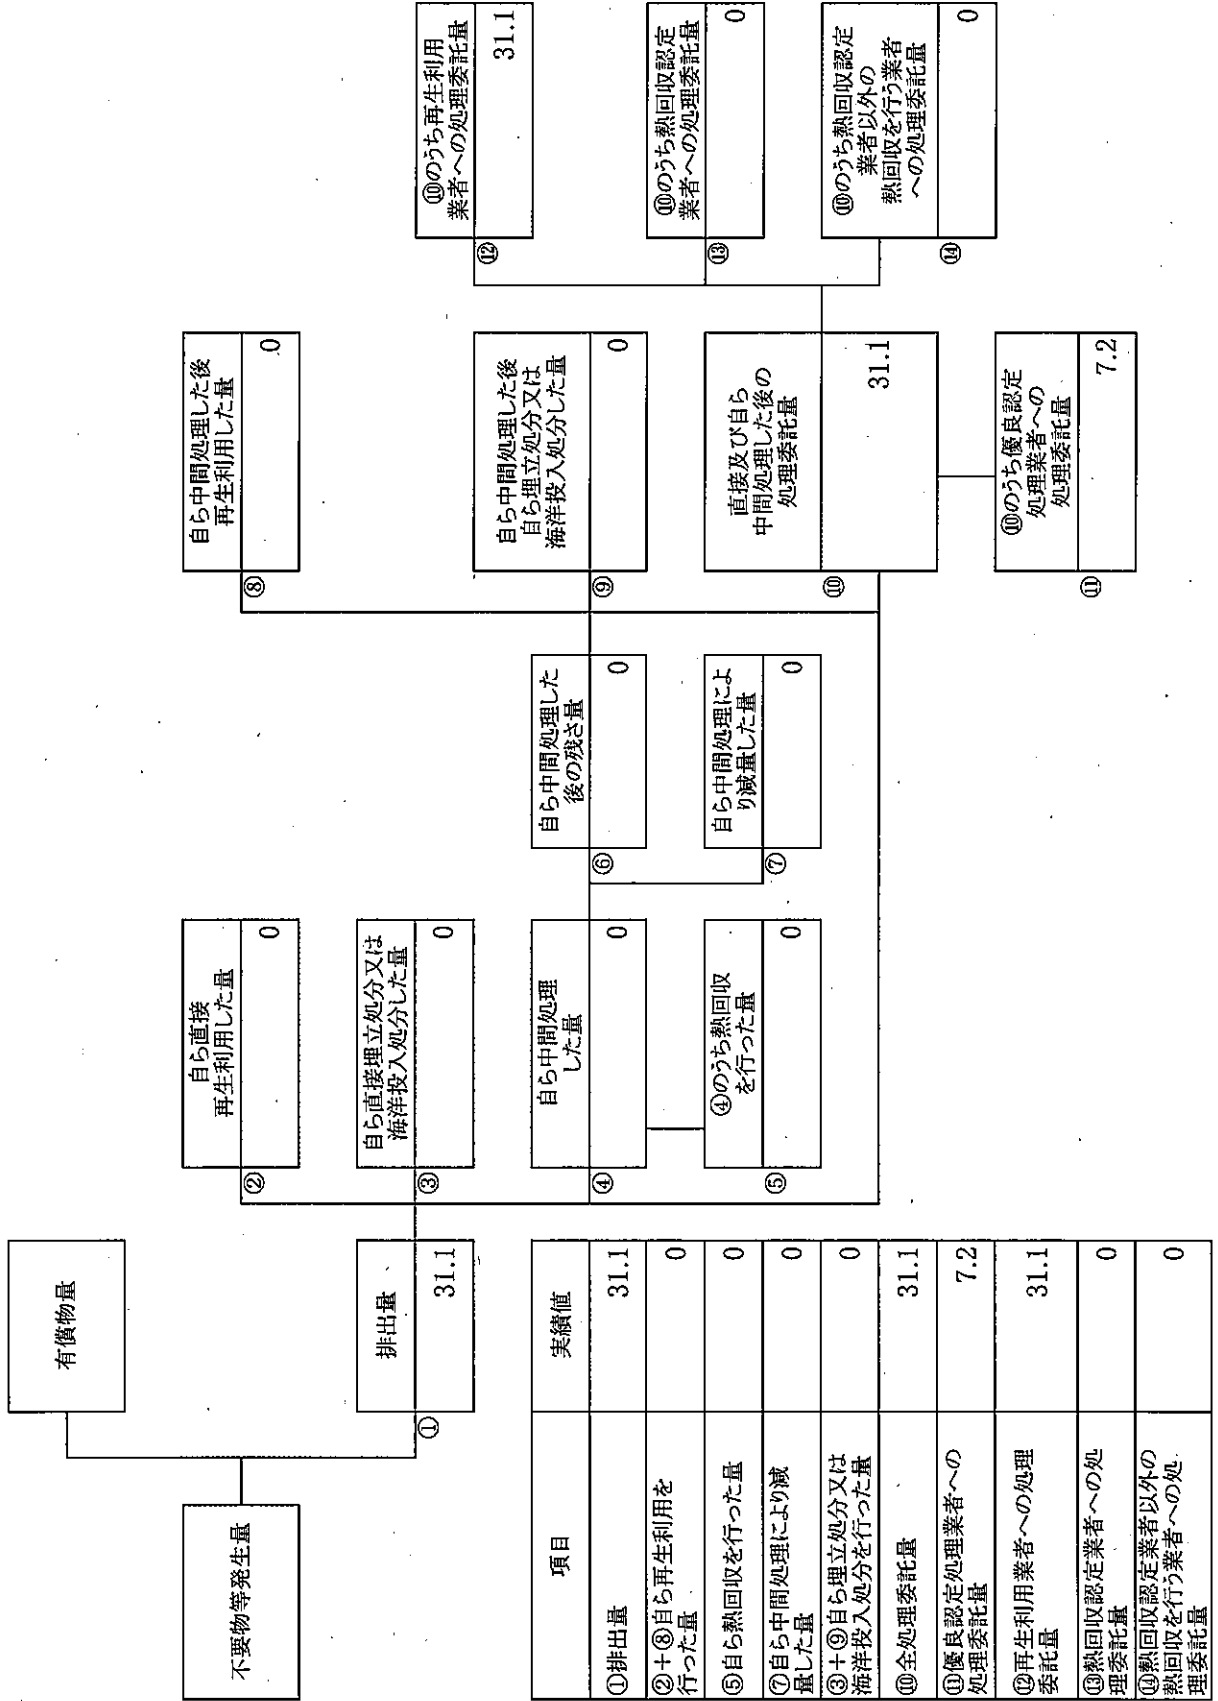 有償物量
不要物等発生量
排出量
①
31.1
自ら直接
再生利用した量
②
0
自ら直接埋立処分又は
海洋投入処分した量
③
0
自ら中間処理
した量
④
0
④のうち熱回収
を行った量
⑤
0
自ら中間処理した
後の残さ量
⑥
0
自ら中間処理によ
り減量した量
⑦
0
自ら中間処理した後
再生利用した量
⑧
0
自ら中間処理した後
自ら埋立処分又は
海洋投入処分した量
⑨
0
直接及び自ら
中間処理した後の
処理委託量
⑩
31.1
⑩のうち優良認定
処理業者への
処理委託量
⑪
7.2
⑩のうち再生利用
業者への処理委託量
⑫
31.1
⑩のうち熱回収認定
業者への処理委託量
⑬
0
⑩のうち熱回収認定
業者以外の
熱回収を行う業者
への処理委託量
⑭
0
項目 実績値
①排出量 31.1
②+⑧自ら再生利用を
行った量 0
⑤自ら熱回収を行った量 0
⑦自ら中間処理により減
量した量 0
③+⑨自ら埋立処分又は
海洋投入処分を行った量 0
⑩全処理委託量 31.1
⑪優良認定処理業者への
処理委託量 7.2
⑫再生利用業者への処理
委託量 31.1
⑬熱回収認定業者への処
理委託量 0
⑭熱回収認定業者以外の
熱回収を行う業者への処
理委託量 0